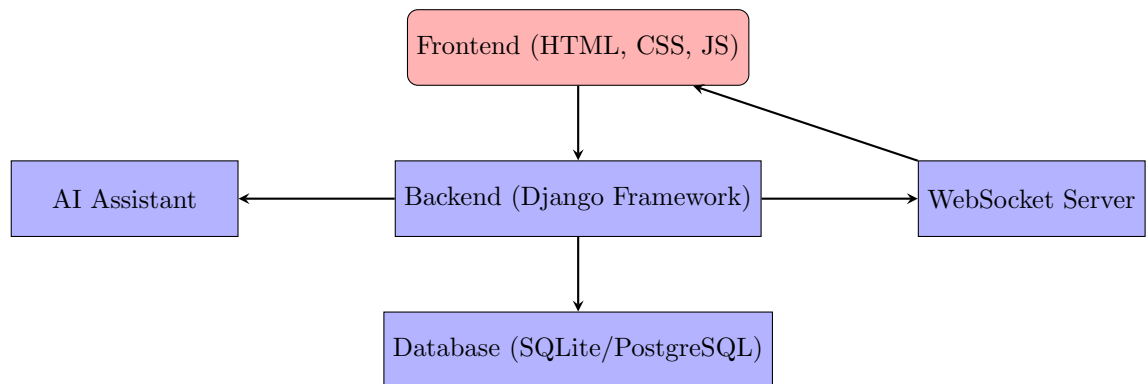 Frontend (HTML, CSS, JS)
AI Assistant
Backend (Django Framework)
WebSocket Server
Database (SQLite/PostgreSQL)